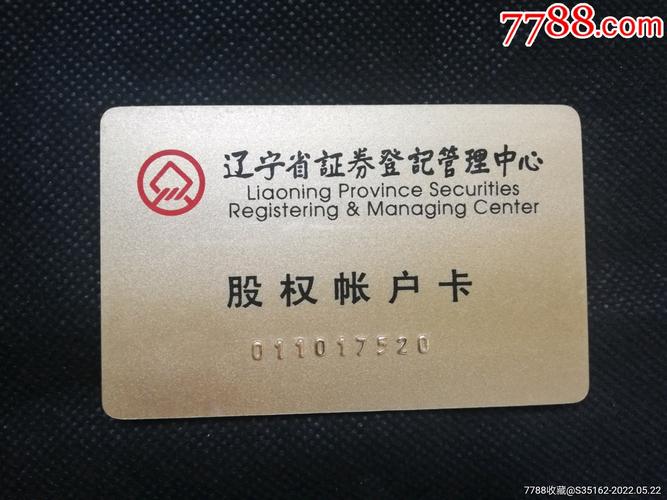 7788.com
辽宁省証券登記管理中心
Liaoning Province Securities
Registering & Managing Center
股权帐户卡
011017520
7788收藏@S35162-2022.05.22